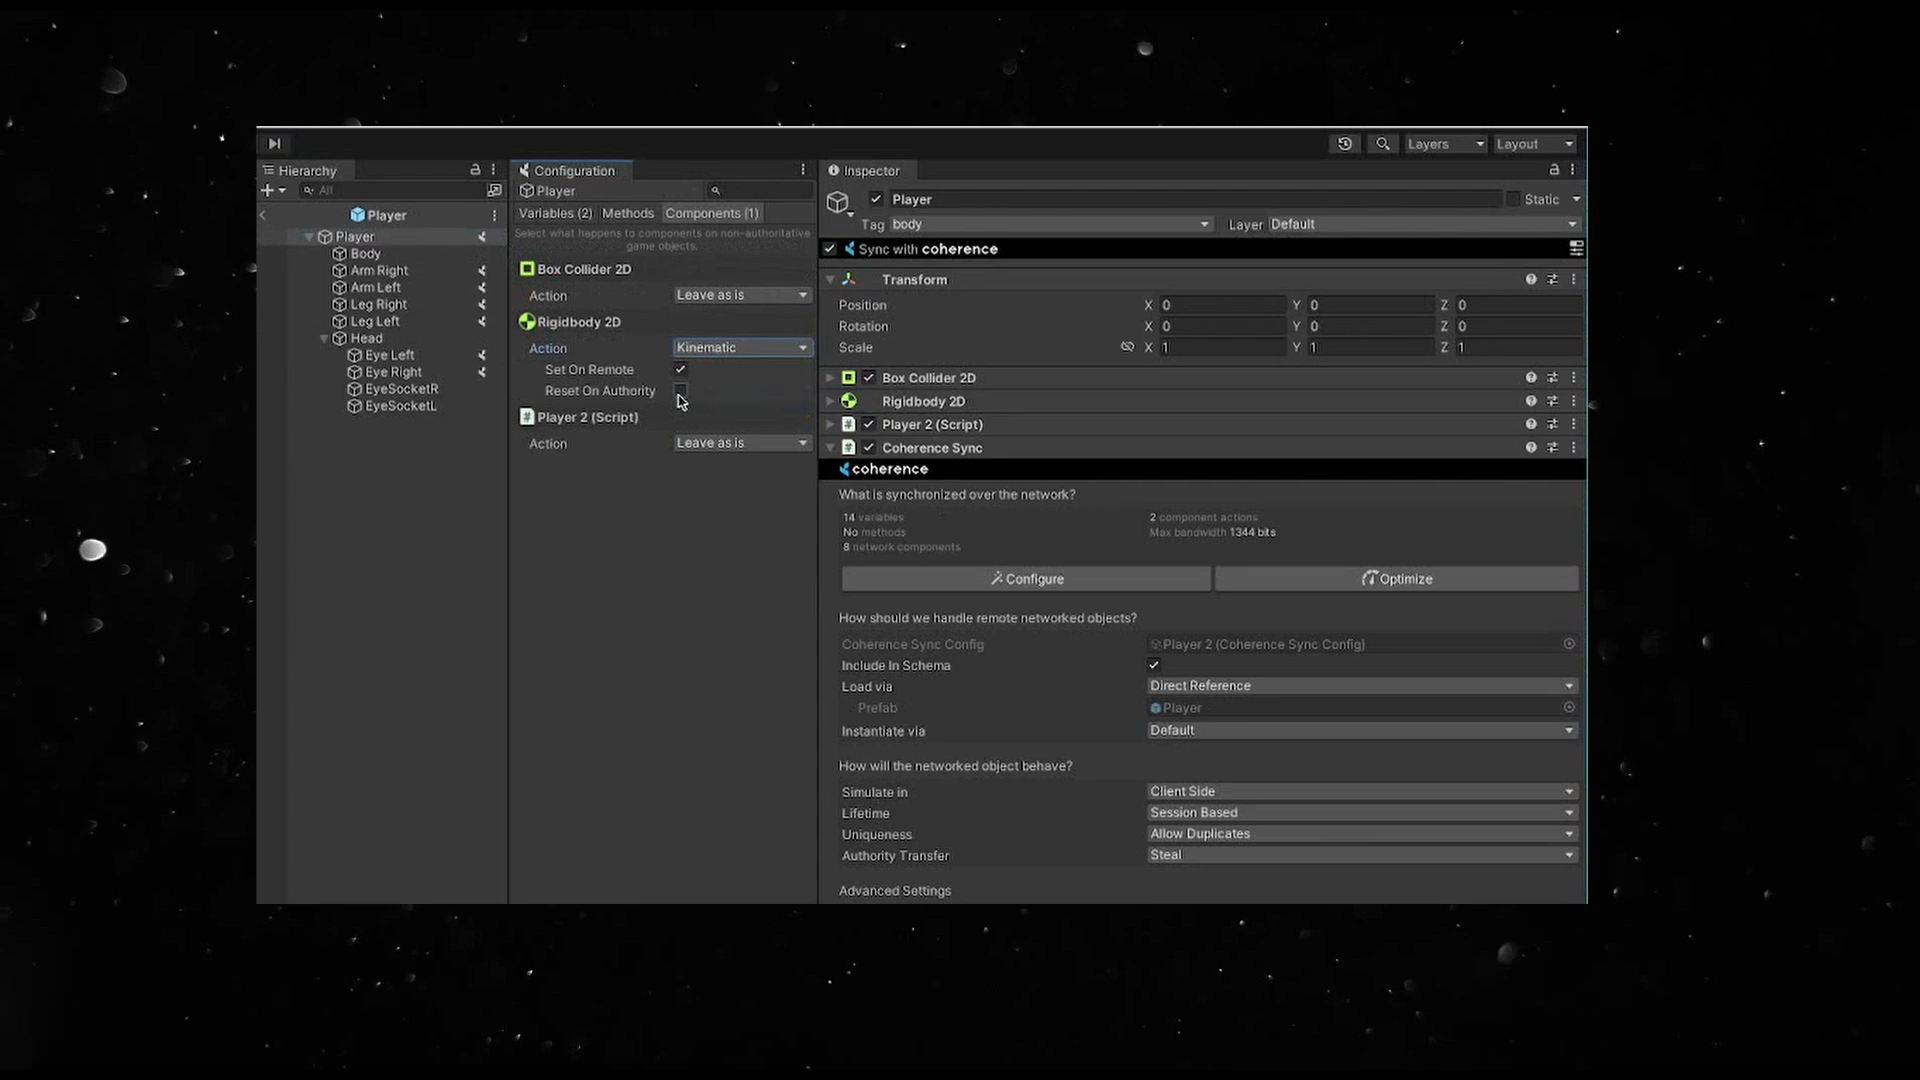 Layers
Layout
Hierarchy
All
Player
Player
Body
Arm Right
Arm Left
Leg Right
Leg Left
Head
Eye Left
Eye Right
EyeSocketR
EyeSocketL
Configuration
Player
Variables (2) Methods Components (1)
Select what happens to components on non-authoritative
game objects.
Box Collider 2D
Action Leave as is
Rigidbody 2D
Action Kinematic
Set On Remote
Reset On Authority
Player 2 (Script)
Action Leave as is
Inspector
Player Static
Tag body Layer Default
Sync with coherence
Transform
Position X 0 Y 0 Z 0
Rotation X 0 Y 0 Z 0
Scale X 1 Y 1 Z 1
Box Collider 2D
Rigidbody 2D
Player 2 (Script)
Coherence Sync
coherence
What is synchronized over the network?
14 variables 2 component actions
No methods Max bandwidth 1344 bits
8 network components
Configure Optimize
How should we handle remote networked objects?
Coherence Sync Config Player 2 (Coherence Sync Config)
Include In Schema
Load via Direct Reference
Prefab Player
Instantiate via Default
How will the networked object behave?
Simulate in Client Side
Lifetime Session Based
Uniqueness Allow Duplicates
Authority Transfer Steal
Advanced Settings